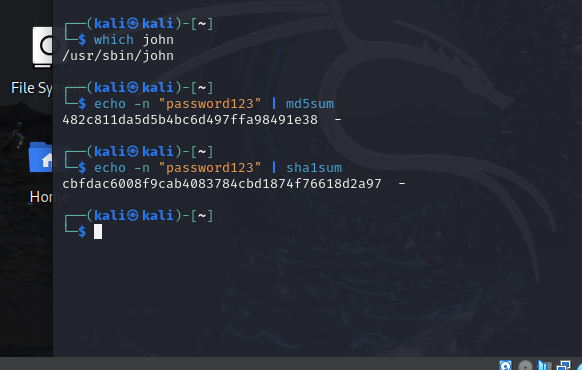 ┌──(kali㉿kali)-[~]
└─$ which john
/usr/sbin/john
┌──(kali㉿kali)-[~]
└─$ echo -n "password123" | md5sum
482c811da5d5b4bc6d497ffa98491e38  -
┌──(kali㉿kali)-[~]
└─$ echo -n "password123" | sha1sum
cbfdac6008f9cab4083784cbd1874f76618d2a97  -
┌──(kali㉿kali)-[~]
└─$
File Sy
Hom